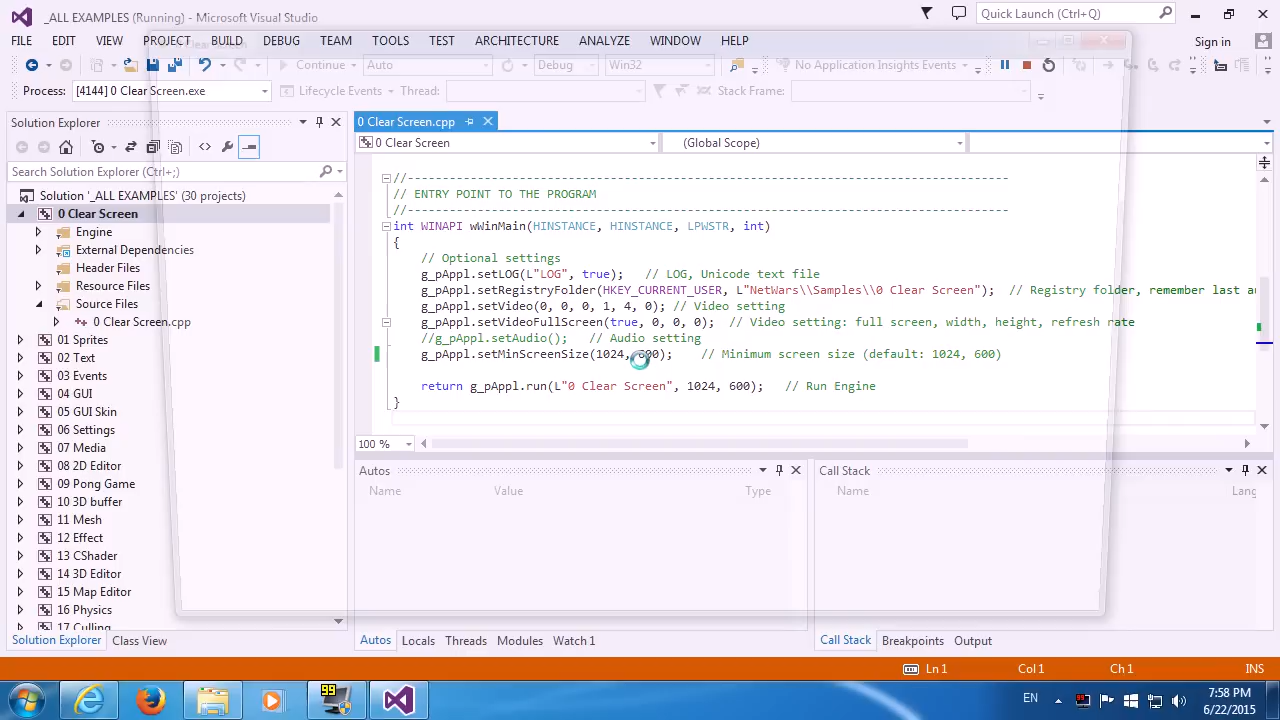 _ALL EXAMPLES (Running) - Microsoft Visual Studio
Quick Launch (Ctrl+Q)
FILE EDIT VIEW PROJECT BUILD DEBUG TEAM TOOLS TEST ARCHITECTURE ANALYZE WINDOW HELP
Sign in
Continue Auto Debug Win32 No Application Insights Events
Process: [4144] 0 Clear Screen.exe Lifecycle Events Thread: Stack Frame:
Solution Explorer
0 Clear Screen.cpp
0 Clear Screen
(Global Scope)
Search Solution Explorer (Ctrl+;)
Solution '_ALL EXAMPLES' (30 projects)
0 Clear Screen
Engine
External Dependencies
Header Files
Resource Files
Source Files
0 Clear Screen.cpp
01 Sprites
02 Text
03 Events
04 GUI
05 GUI Skin
06 Settings
07 Media
08 2D Editor
09 Pong Game
10 3D buffer
11 Mesh
12 Effect
13 CShader
14 3D Editor
15 Map Editor
16 Physics
17 Culling
Solution Explorer Class View
//-------------------------------------------------------------------------------------
// ENTRY POINT TO THE PROGRAM
//-------------------------------------------------------------------------------------
int WINAPI wWinMain(HINSTANCE, HINSTANCE, LPWSTR, int)
{
// Optional settings
g_pAppl.setLOG(L"LOG", true); // LOG, Unicode text file
g_pAppl.setRegistryFolder(HKEY_CURRENT_USER, L"NetWars\\Samples\\0 Clear Screen"); // Registry folder, remember last
g_pAppl.setVideo(0, 0, 0, 1, 4, 0); // Video setting
g_pAppl.setVideoFullScreen(true, 0, 0, 0); // Video setting: full screen, width, height, refresh rate
//g_pAppl.setAudio(); // Audio setting
g_pAppl.setMinScreenSize(1024, 600); // Minimum screen size (default: 1024, 600)
return g_pAppl.run(L"0 Clear Screen", 1024, 600); // Run Engine
}
100 %
Autos
Name Value Type
Autos Locals Threads Modules Watch 1
Call Stack
Name
Call Stack Breakpoints Output
Ln 1 Col 1 Ch 1 INS
99
EN
99
7:58 PM
6/22/2015